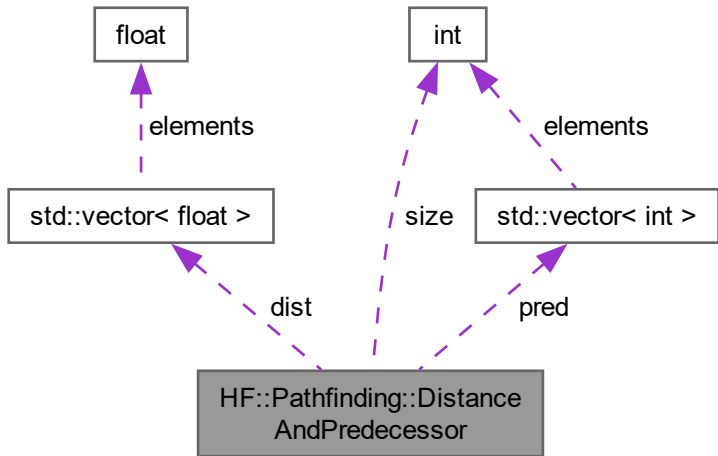 float
int
elements
elements
std::vector< float >
size
std::vector< int >
dist
pred
HF::Pathfinding::Distance
AndPredecessor